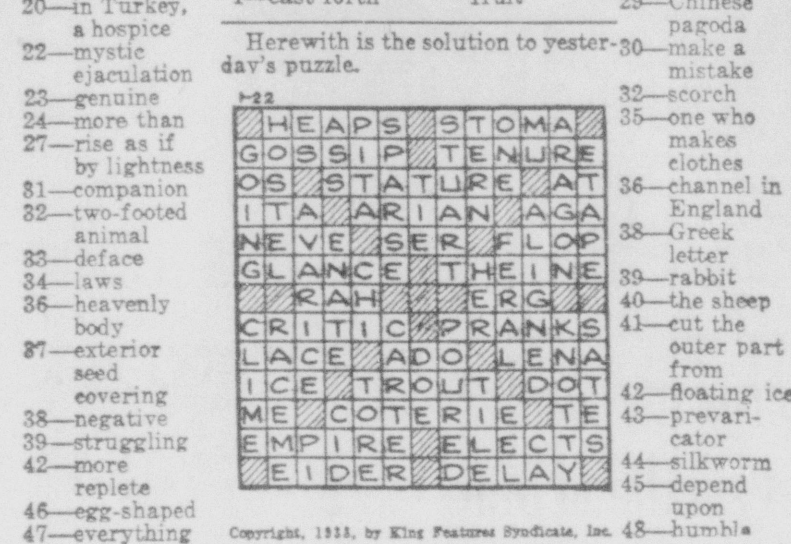 20—in Turkey,
a hospice
22—mystic
ejaculation
23—genuine
24—more than
27—rise as if
by lightness
31—companion
32—two-footed
animal
33—deface
34—laws
36—heavenly
body
37—exterior
seed
covering
38—negative
39—struggling
42—more
replete
46—egg-shaped
47—everything
cast forth fruit
Herewith is the solution to yester-
day's puzzle.
1-22
HEAPS STOMA
GOSSIP TENURE
OS STATURE AT
ITA ARIAN AGA
NEVE SER FLOP
GLANCE THEINE
RAH ERG
CRITIC PRANKS
LACE ADO LENA
ICE TROUT DOT
ME COTERIE TE
EMPIRE ELECTS
EIDER DELAY
Copyright, 1935, by King Features Syndicate, Inc.
29—Chinese
pagoda
30—make a
mistake
32—scorch
35—one who
makes
clothes
36—channel in
England
38—Greek
letter
39—rabbit
40—the sheep
41—cut the
outer part
from
42—floating ice
43—prevari-
cator
44—silkworm
45—depend
upon
48—humble